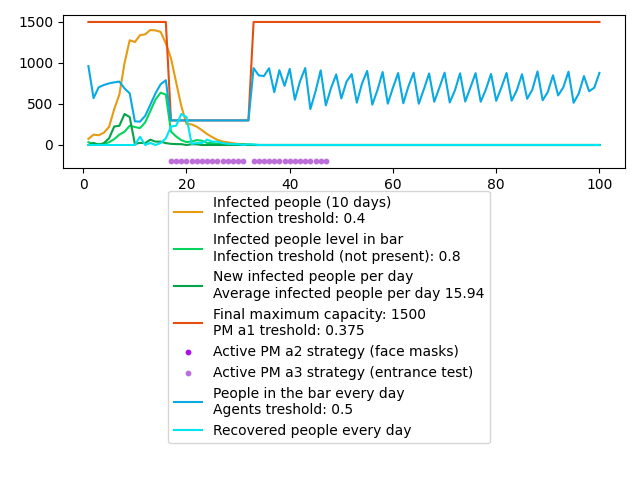 1500
1000
500
0
0 20 40 60 80 100
Infected people (10 days)
Infection treshold: 0.4
Infected people level in bar
Infection treshold (not present): 0.8
New infected people per day
Average infected people per day 15.94
Final maximum capacity: 1500
PM a1 treshold: 0.375
Active PM a2 strategy (face masks)
Active PM a3 strategy (entrance test)
People in the bar every day
Agents treshold: 0.5
Recovered people every day